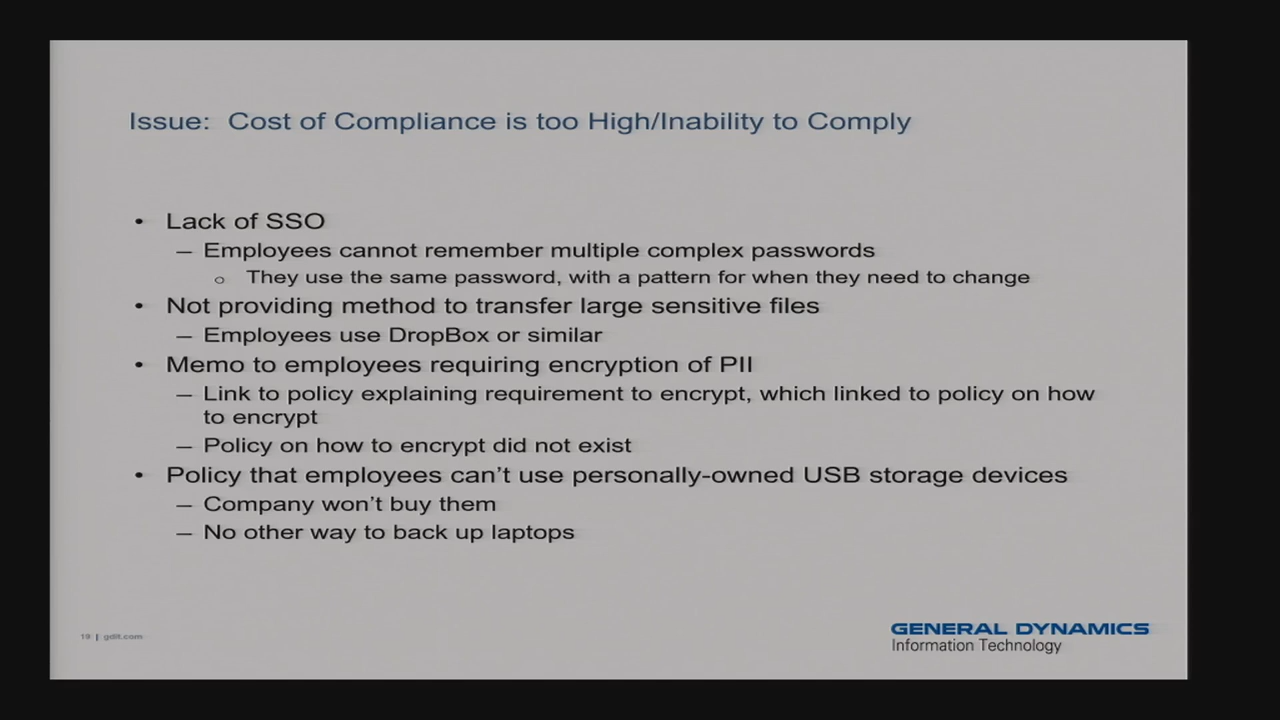 Issue: Cost of Compliance is too High/Inability to Comply
• Lack of SSO
– Employees cannot remember multiple complex passwords
o They use the same password, with a pattern for when they need to change
• Not providing method to transfer large sensitive files
– Employees use DropBox or similar
• Memo to employees requiring encryption of PII
– Link to policy explaining requirement to encrypt, which linked to policy on how
to encrypt
– Policy on how to encrypt did not exist
• Policy that employees can’t use personally-owned USB storage devices
– Company won’t buy them
– No other way to back up laptops
19 | gdit.com
GENERAL DYNAMICS
Information Technology